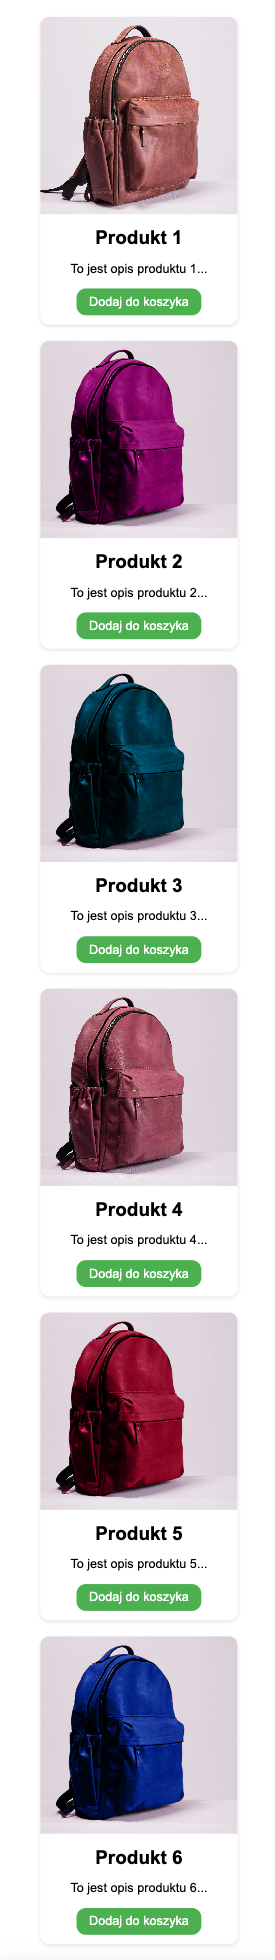 Produkt 1
To jest opis produktu 1...
Dodaj do koszyka
Produkt 2
To jest opis produktu 2...
Dodaj do koszyka
Produkt 3
To jest opis produktu 3...
Dodaj do koszyka
Produkt 4
To jest opis produktu 4...
Dodaj do koszyka
Produkt 5
To jest opis produktu 5...
Dodaj do koszyka
Produkt 6
To jest opis produktu 6...
Dodaj do koszyka